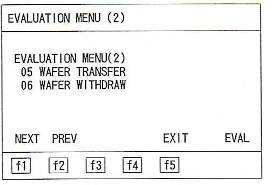 EVALUATION MENU (2)
EVALUATION MENU(2)
05 WAFER TRANSFER
06 WAFER WITHDRAW
NEXT PREV EXIT EVAL
f1 f2 f3 f4 f5